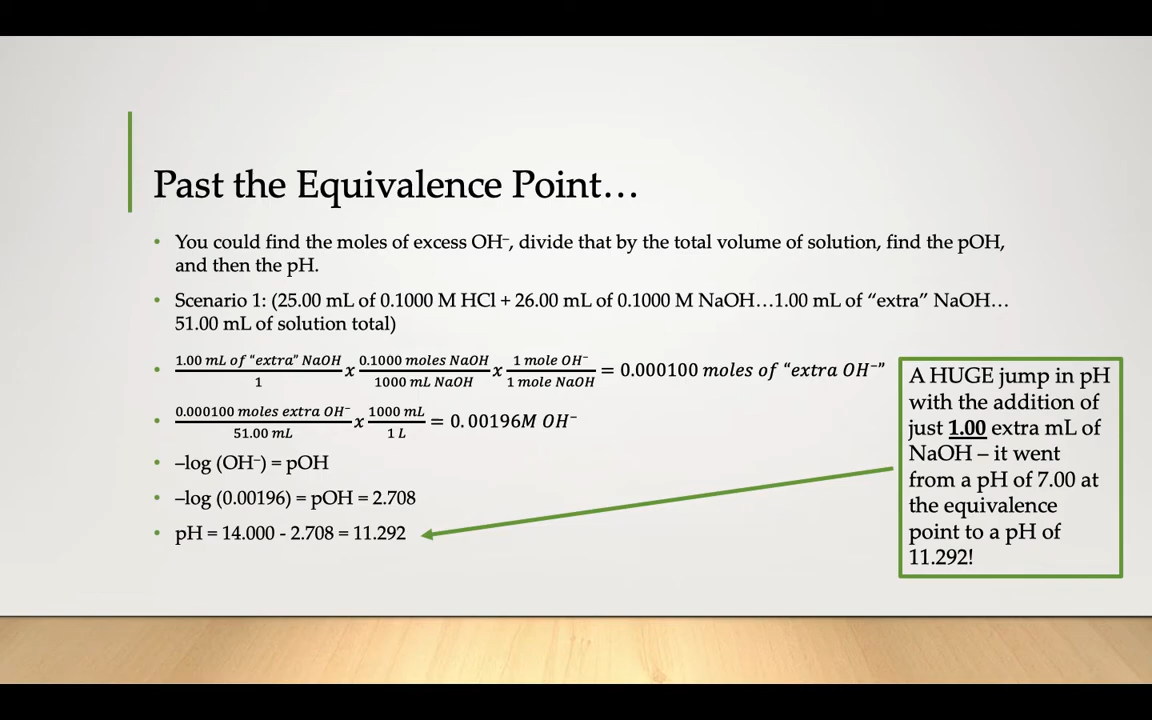 Past the Equivalence Point…
• You could find the moles of excess OH⁻, divide that by the total volume of solution, find the pOH,
and then the pH.
• Scenario 1: (25.00 mL of 0.1000 M HCl + 26.00 mL of 0.1000 M NaOH…1.00 mL of “extra” NaOH…
51.00 mL of solution total)
• 1.00 mL of "extra" NaOH/1 x 0.1000 moles NaOH/1000 mL NaOH x 1 mole OH⁻/1 mole NaOH = 0.000100 moles of "extra OH⁻"
• 0.000100 moles extra OH⁻/51.00 mL x 1000 mL/1 L = 0.00196M OH⁻
• –log (OH⁻) = pOH
• –log (0.00196) = pOH = 2.708
• pH = 14.000 - 2.708 = 11.292
A HUGE jump in pH
with the addition of
just 1.00 extra mL of
NaOH – it went
from a pH of 7.00 at
the equivalence
point to a pH of
11.292!